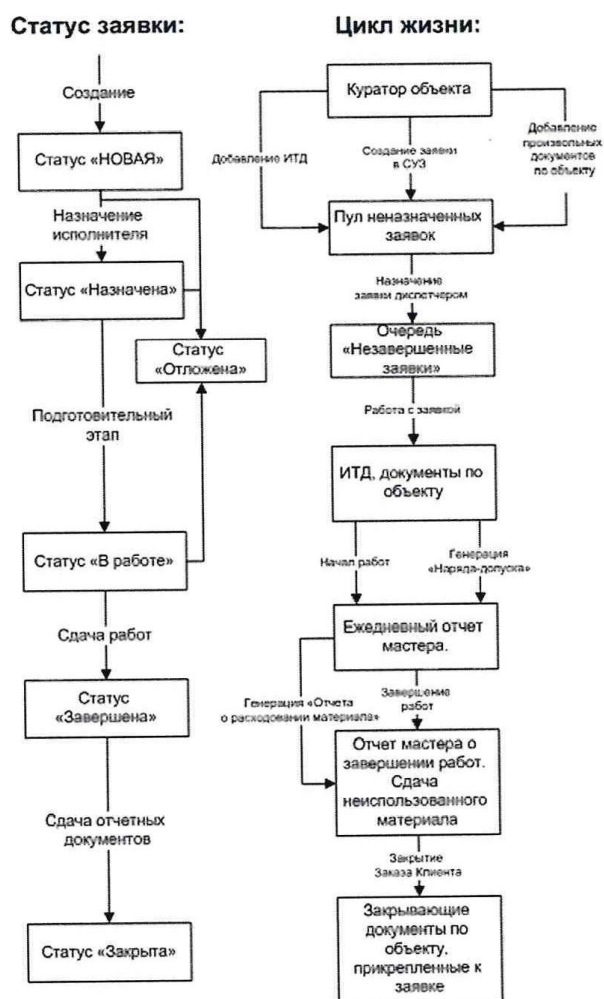 Статус заявки:
Создание
Статус «НОВАЯ»
Назначение
исполнителя
Статус «Назначена»
Статус
«Отложена»
Подготовительный
этап
Статус «В работе»
Сдача работ
Статус
«Завершена»
Сдача отчетных
документов
Статус «Закрыта»
Цикл жизни:
Куратор объекта
Добавление ИТД
Создание заявки
в СУЗ
Добавление
произвольных
документов
по объекту
Пул неназначенных
заявок
Назначение
заявки диспетчером
Очередь
«Незавершенные
заявки»
Работа с заявкой
ИТД, документы по
объекту
Начал работ
Генерация
«Наряда-допуска»
Ежедневный отчет
мастера.
Генерация «Отчета
о расходовании материала»
Завершение
работ
Отчет мастера о
завершении работ.
Сдача
неиспользованного
материала
Закрытие
Заказа Клиента
Закрывающие
документы по
объекту,
прикрепленные к
заявке